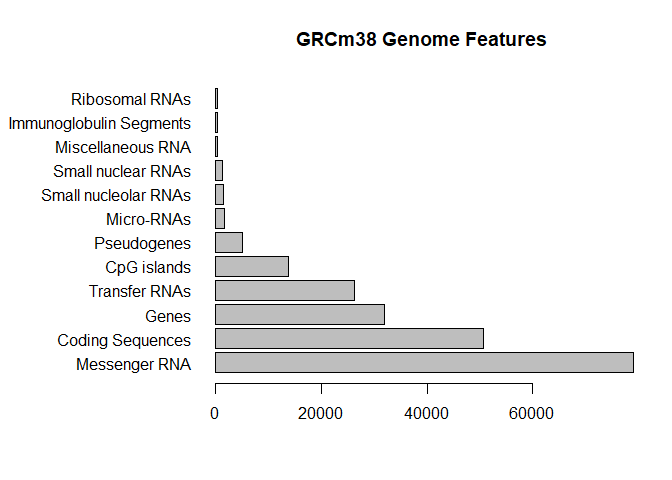 GRCm38 Genome Features
Ribosomal RNAs
Immunoglobulin Segments
Miscellaneous RNA
Small nuclear RNAs
Small nucleolar RNAs
Micro-RNAs
Pseudogenes
CpG islands
Transfer RNAs
Genes
Coding Sequences
Messenger RNA
0 20000 40000 60000